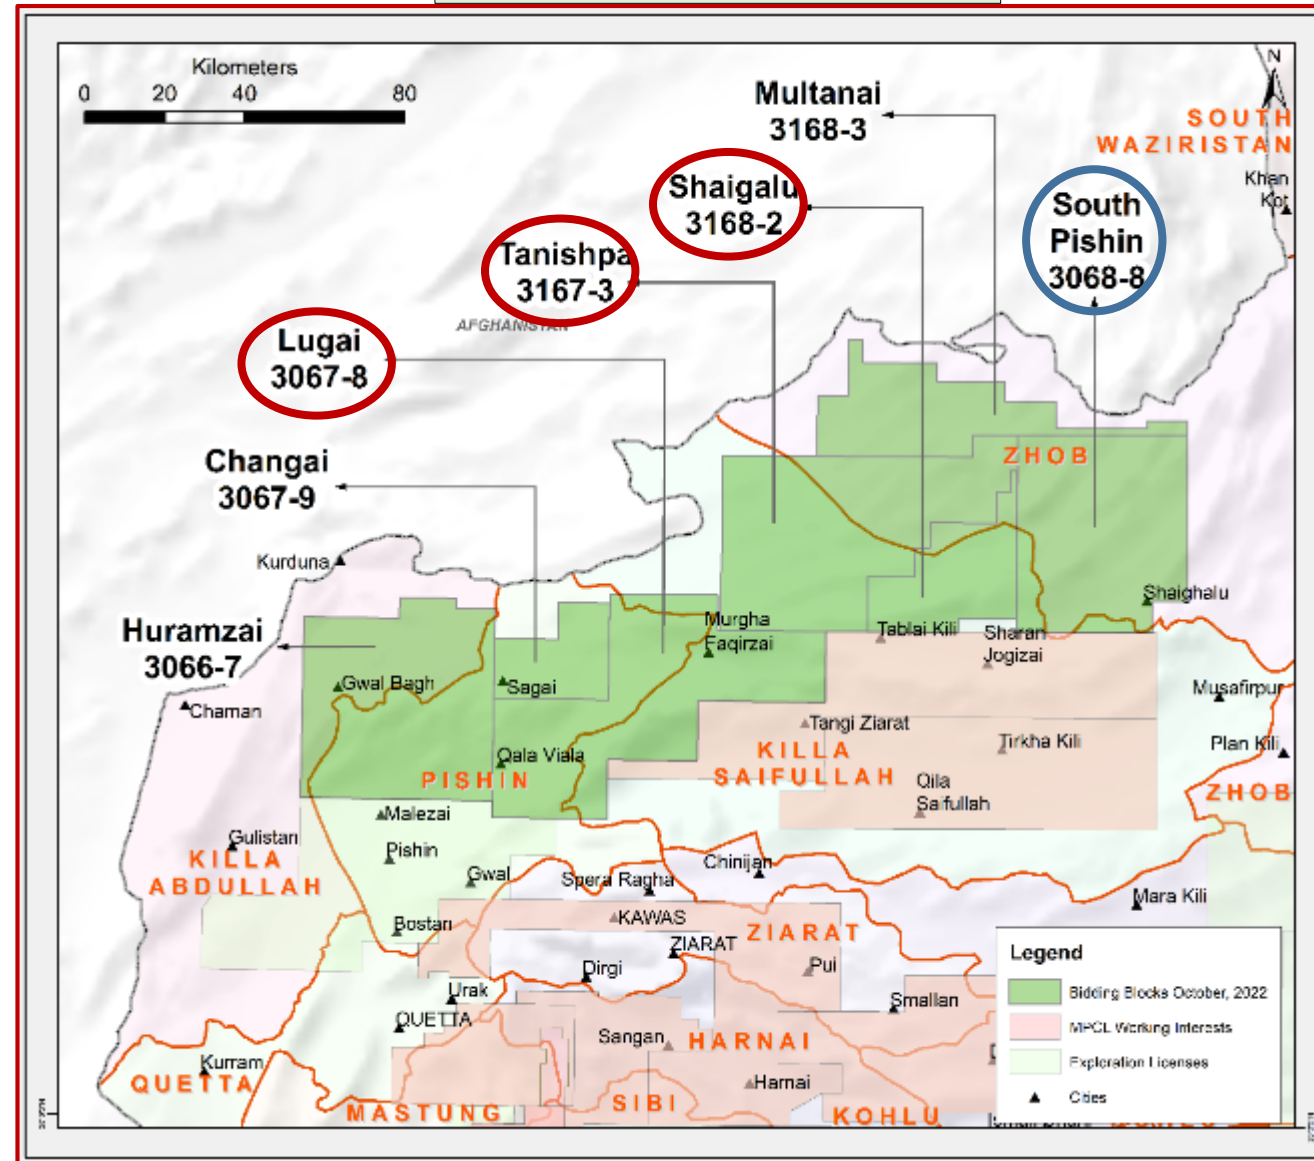 Kilometers
0 20 40 80
N
Multanai
3168-3
SOUTH
WAZIRISTAN
Khan
Kot
Shaigalu
3168-2
South
Pishin
3068-8
Tanishpa
3167-3
AFGHANISTAN
Lugai
3067-8
Changai
3067-9
ZHOB
Kurduna
Huramzai
3066-7
Shaighalu
Murgha
Faqirzai
Tablai Kili
Sharan
Jogizai
Gwal Bagh
Sagai
Musafirpur
Chaman
Tangi Ziarat
Tirkha Kili
Plan Kili
Qala Viala
KILLA
SAIFULLAH
PISHIN
Qila
Saifullah
ZHOB
Malezai
Gulistan
Pishin
KILLA
ABDULLAH
Gwal
Spera Ragha
Chinijan
Mara Kili
Bostan
KAWAS
ZIARAT
ZIARAT
Dirgi
Pui
Urak
Smallan
QUETTA
Sangan
HARNAI
Kurram
QUETTA
Harnai
MASTUNG
SIBI
KOHLU
Legend
Bidding Blocks October, 2022
MPCL Working Interests
Exploration Licenses
Cities